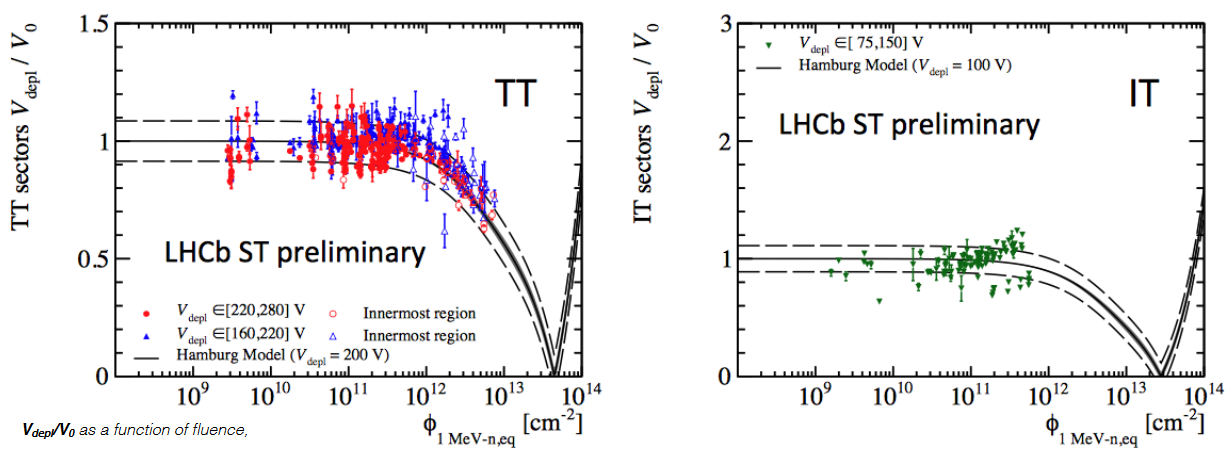 TT sectors V_depl / V_0
1.5
1
0.5
0
TT
LHCb ST preliminary
V_depl ∈[220,280] V
Innermost region
V_depl ∈[160,220] V
Innermost region
Hamburg Model (V_depl = 200 V)
10^9 10^10 10^11 10^12 10^13 10^14
ϕ_1 MeV-n,eq [cm^-2]
V_depl/V_0 as a function of fluence,
IT sectors V_depl / V_0
3
2
1
0
V_depl ∈[ 75,150] V
Hamburg Model (V_depl = 100 V)
IT
LHCb ST preliminary
10^9 10^10 10^11 10^12 10^13 10^14
ϕ_1 MeV-n,eq [cm^-2]